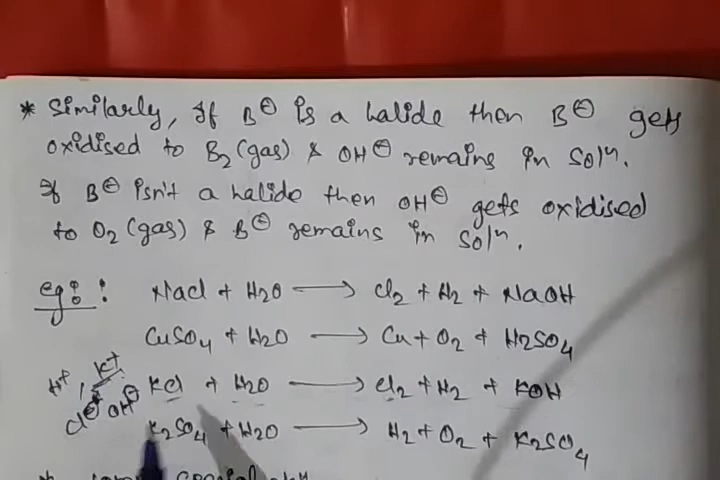 * Similarly, If B⊖ is a halide then B⊖ gets
oxidised to B₂(gas) & OH⊖ remains in Solⁿ.
If B⊖ isn't a halide then OH⊖ gets oxidised
to O₂(gas) & B⊖ remains in Solⁿ.
eg:! NaCl + H₂O → Cl₂ + H₂ + NaOH
CuSO₄ + H₂O → Cu + O₂ + H₂SO₄
H⁺, K⁺ KCl + H₂O → Cl₂ + H₂ + KOH
Cl⊖ OH⊖
K₂SO₄ + H₂O → H₂ + O₂ + K₂SO₄